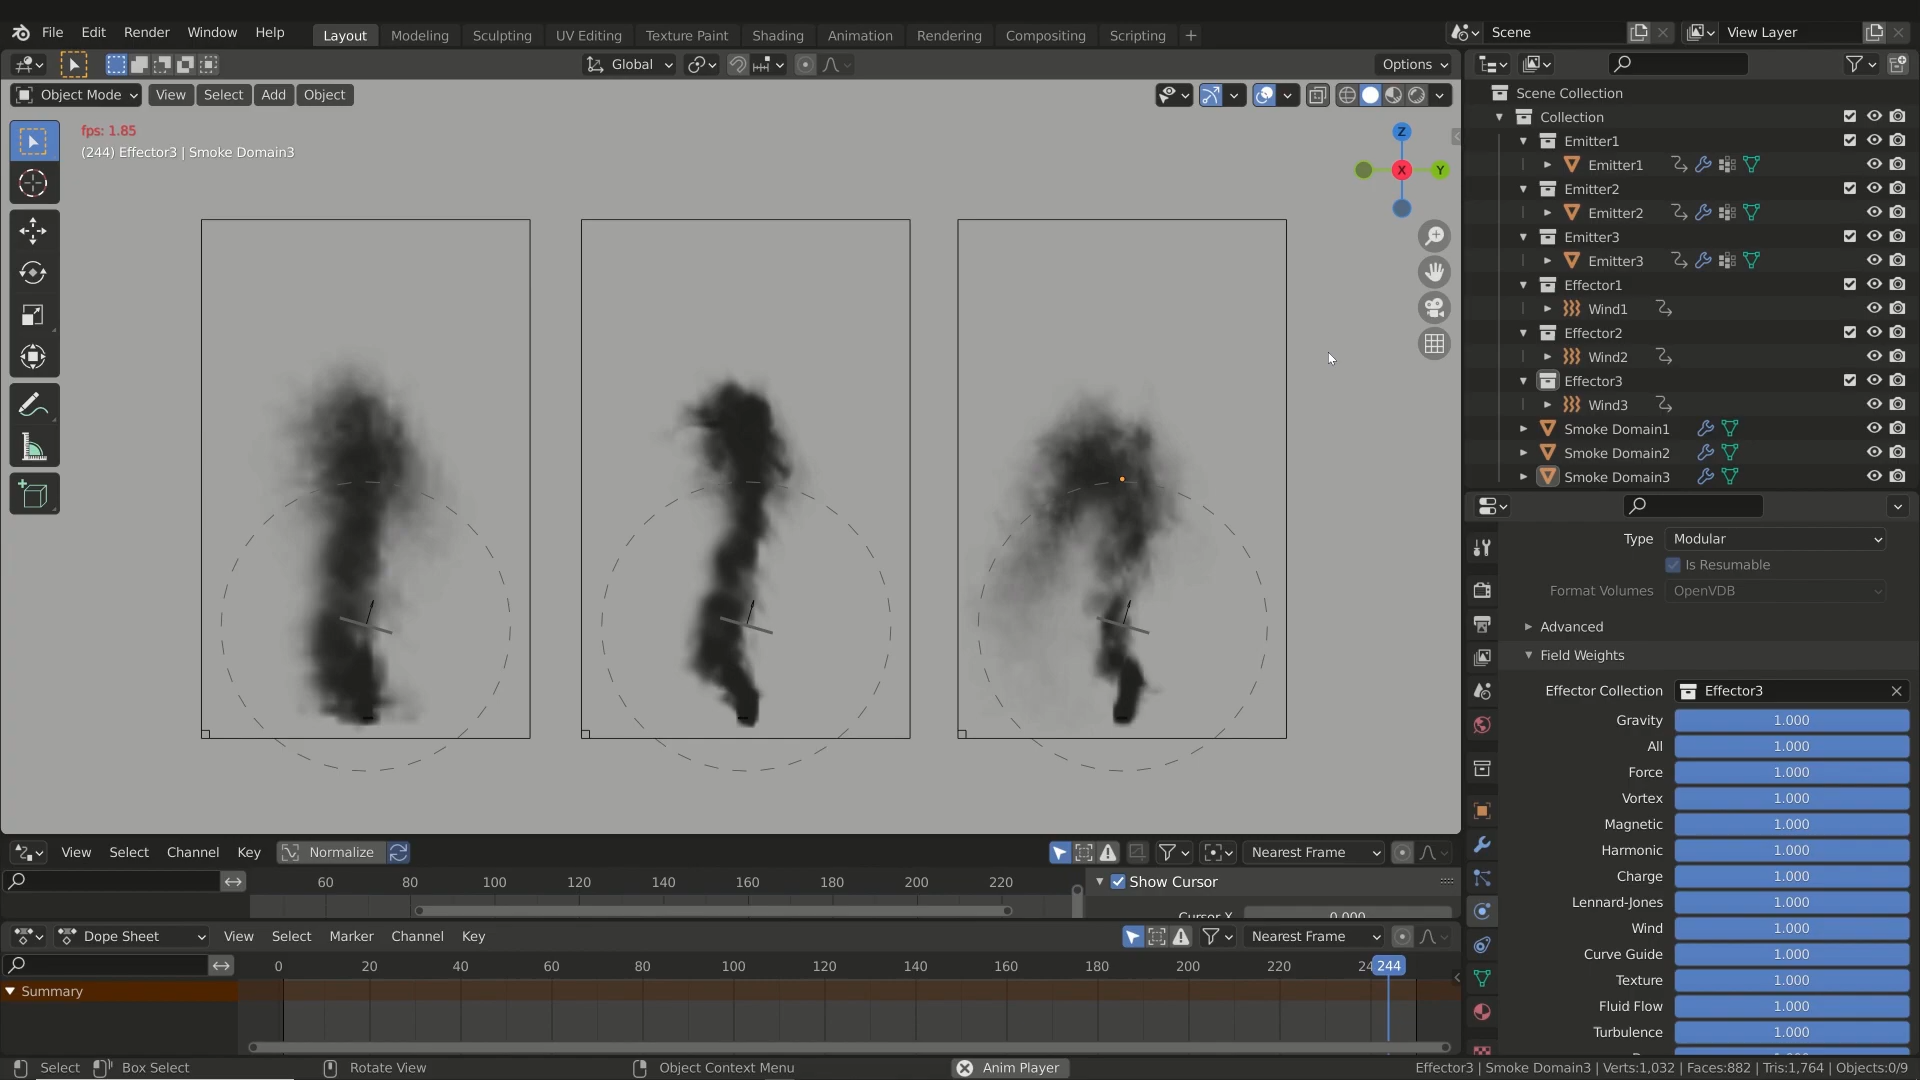 File Edit Render Window Help Layout Modeling Sculpting UV Editing Texture Paint Shading Animation Rendering Compositing Scripting + Scene View Layer
Global Options
Object Mode View Select Add Object
fps: 1.85
(244) Effector3 | Smoke Domain3
Z
X
Y
Scene Collection
Collection
Emitter1
Emitter1
Emitter2
Emitter2
Emitter3
Emitter3
Effector1
Wind1
Effector2
Wind2
Effector3
Wind3
Smoke Domain1
Smoke Domain2
Smoke Domain3
Type Modular
Is Resumable
Format Volumes OpenVDB
Advanced
Field Weights
Effector Collection Effector3
Gravity 1.000
All 1.000
Force 1.000
Vortex 1.000
Magnetic 1.000
Harmonic 1.000
Charge 1.000
Lennard-Jones 1.000
Wind 1.000
Curve Guide 1.000
Texture 1.000
Fluid Flow 1.000
Turbulence 1.000
View Select Channel Key Normalize Nearest Frame
60 80 100 120 140 160 180 200 220 Show Cursor
Cursor X 0.000
Dope Sheet View Select Marker Channel Key Nearest Frame
0 20 40 60 80 100 120 140 160 180 200 220 244
Summary
Select Box Select Rotate View Object Context Menu Anim Player Effector3 | Smoke Domain3 | Verts:1,032 | Faces:882 | Tris:1,764 | Objects:0/9